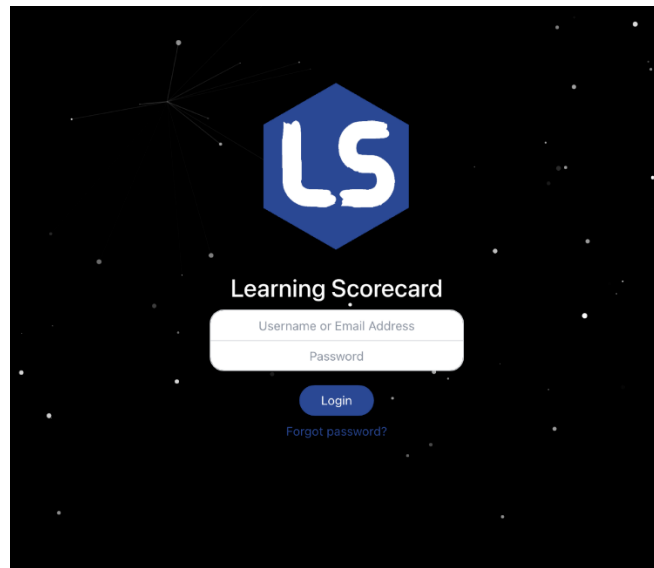 LS
Learning Scorecard
Username or Email Address
Password
Login
Forgot password?